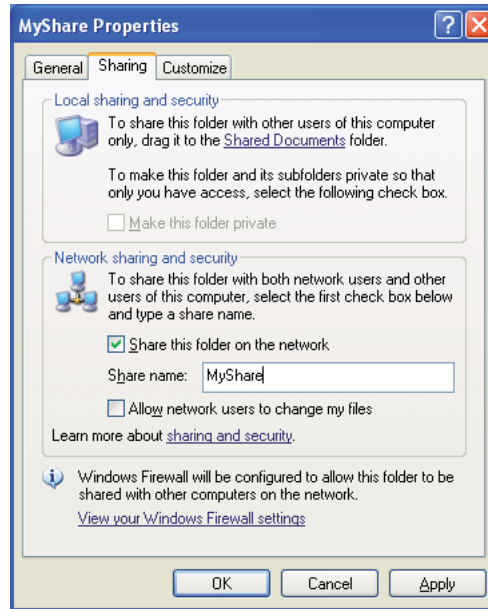 MyShare Properties
General Sharing Customize
Local sharing and security
To share this folder with other users of this computer
only, drag it to the Shared Documents folder.
To make this folder and its subfolders private so that
only you have access, select the following check box.
Make this folder private
Network sharing and security
To share this folder with both network users and other
users of this computer, select the first check box below
and type a share name.
Share this folder on the network
Share name: MyShare
Allow network users to change my files
Learn more about sharing and security.
Windows Firewall will be configured to allow this folder to be
shared with other computers on the network.
View your Windows Firewall settings
OK Cancel Apply